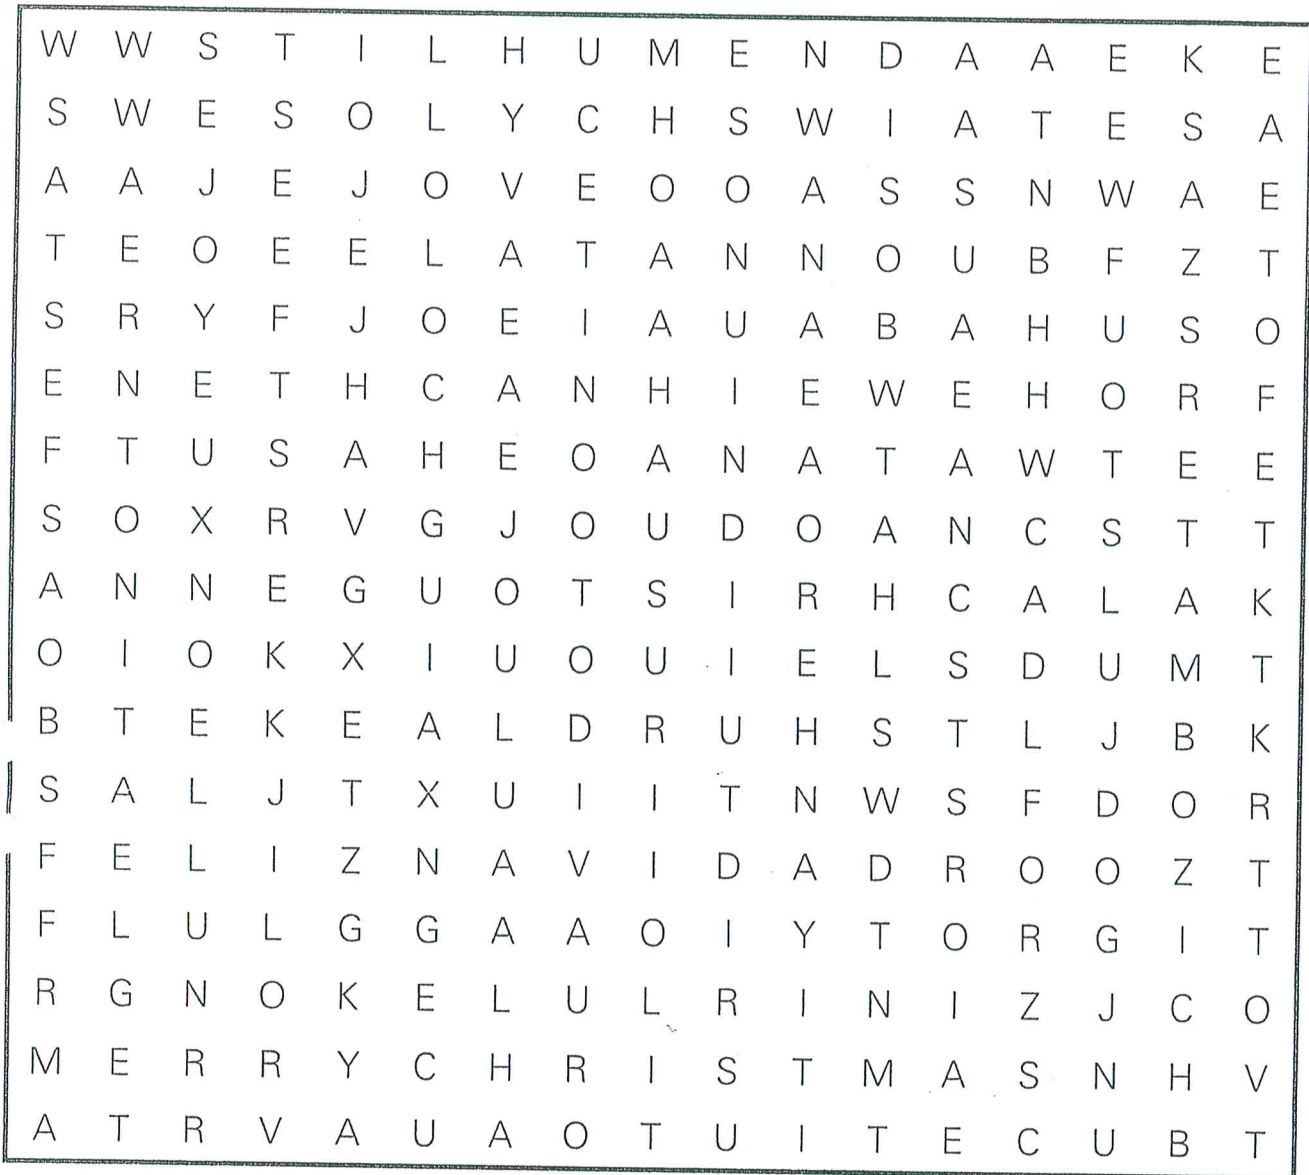 W W S T I L H U M E N D A A E K E
S W E S O L Y C H S W I A T E S A
A A J E J O V E O O A S S N W A E
T E O E E L A T A N N O U B F Z T
S R Y F J O E I A U A B A H U S O
E N E T H C A N H I E W E H O R F
F T U S A H E O A N A T A W T E E
S O X R V G J O U D O A N C S T T
A N N E G U O T S I R H C A L A K
O I O K X I U O U I E L S D U M T
B T E K E A L D R U H S T L J B K
S A L J T X U I I T N W S F D O R
F E L I Z N A V I D A D R O O Z T
F L U L G G A A O I Y T O R G I T
R G N O K E L U L R I N I Z J C O
M E R R Y C H R I S T M A S N H V
A T R V A U A O T U I T E C U B T